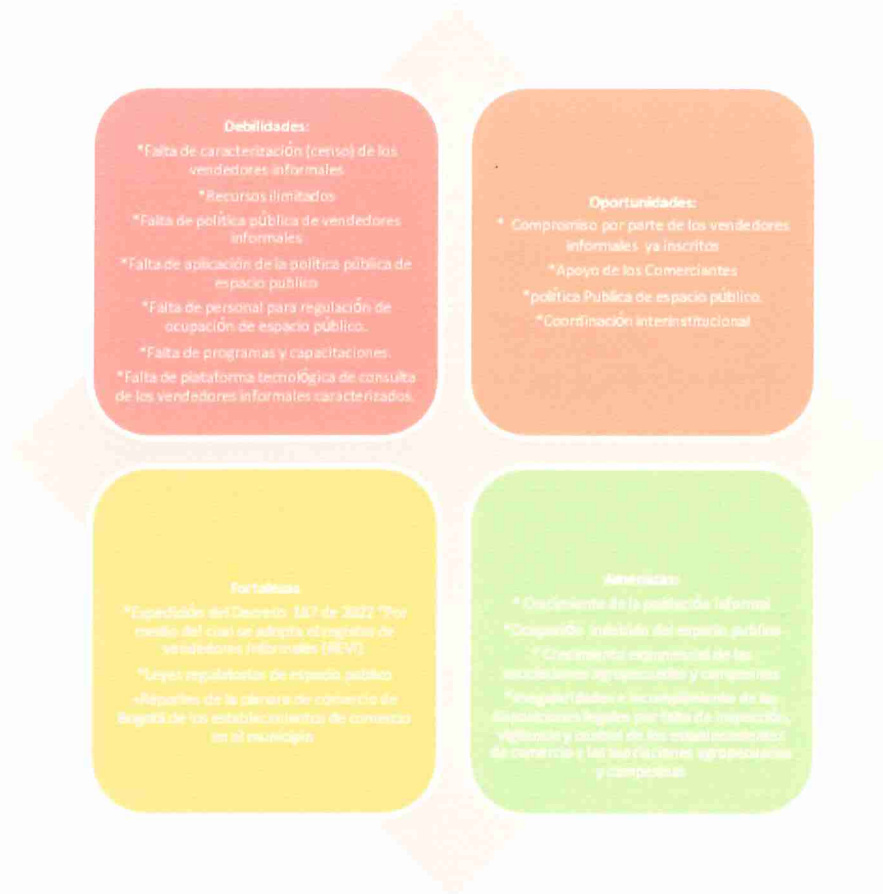 Debilidades:
*Falta de caracterización (censo) de los
vendedores informales
*Recursos ilimitados
*Falta de política pública de vendedores
informales
*Falta de aplicación de la política pública de
espacio publico
*Falta de personal para regulación de
ocupación de espacio público.
*Falta de programas y capacitaciones.
*Falta de plataforma tecnológica de consulta
de los vendedores informales caracterizados.
Oportunidades:
* Compromiso por parte de los vendedores
informales ya inscritos
*Apoyo de los Comerciantes
*política Publica de espacio público.
*Coordinación interinstitucional
Fortalezas
*Expedición del Decreto 187 de 2022 "Por
medio del cual se adopta el registro de
vendedores informales (REVI)
*Leyes regulatorias de espacio publico
*Reportes de la cámara de comercio de
Bogotá de los establecimientos de comercio
en el municipio
Amenazas:
* Crecimiento de la población informal
*Ocupación indebida del espacio publico
* Crecimiento exponencial de las
asociaciones agropecuarias y campesinas
*Irregularidades e incumplimiento de las
disposiciones legales por falta de inspección,
vigilancia y control de los establecimientos
de comercio y las asociaciones agropecuarias
y campesinas